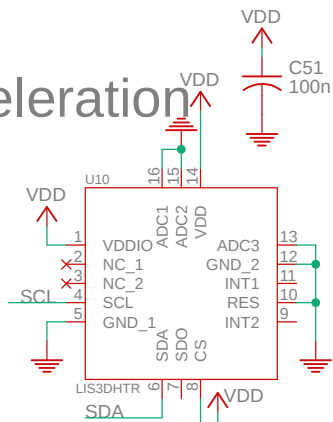 VDD
C51
100n
eleration
VDD
U10
16
15
14
ADC1
ADC2
VDD
VDD
1
VDDIO
2
NC_1
3
NC_2
SCL
4
SCL
5
GND_1
ADC3
13
GND_2
12
INT1
11
RES
10
INT2
9
SDA
SDO
CS
LIS3DHTR
6
7
8
VDD
SDA